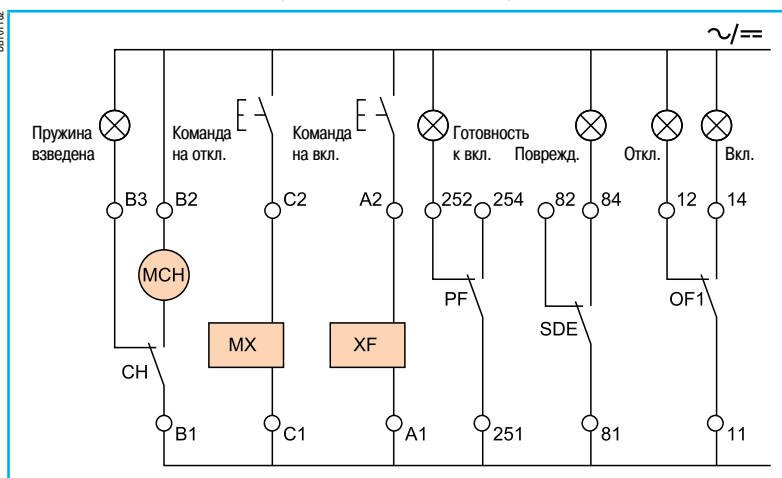 ~/==
Пружина
взведена
Команда
на откл.
Команда
на вкл.
Готовность
к вкл.
Поврежд.
Откл.
Вкл.
B3
B2
C2
A2
252
254
82
84
12
14
MCH
PF
OF1
SDE
MX
XF
CH
B1
C1
A1
251
81
11